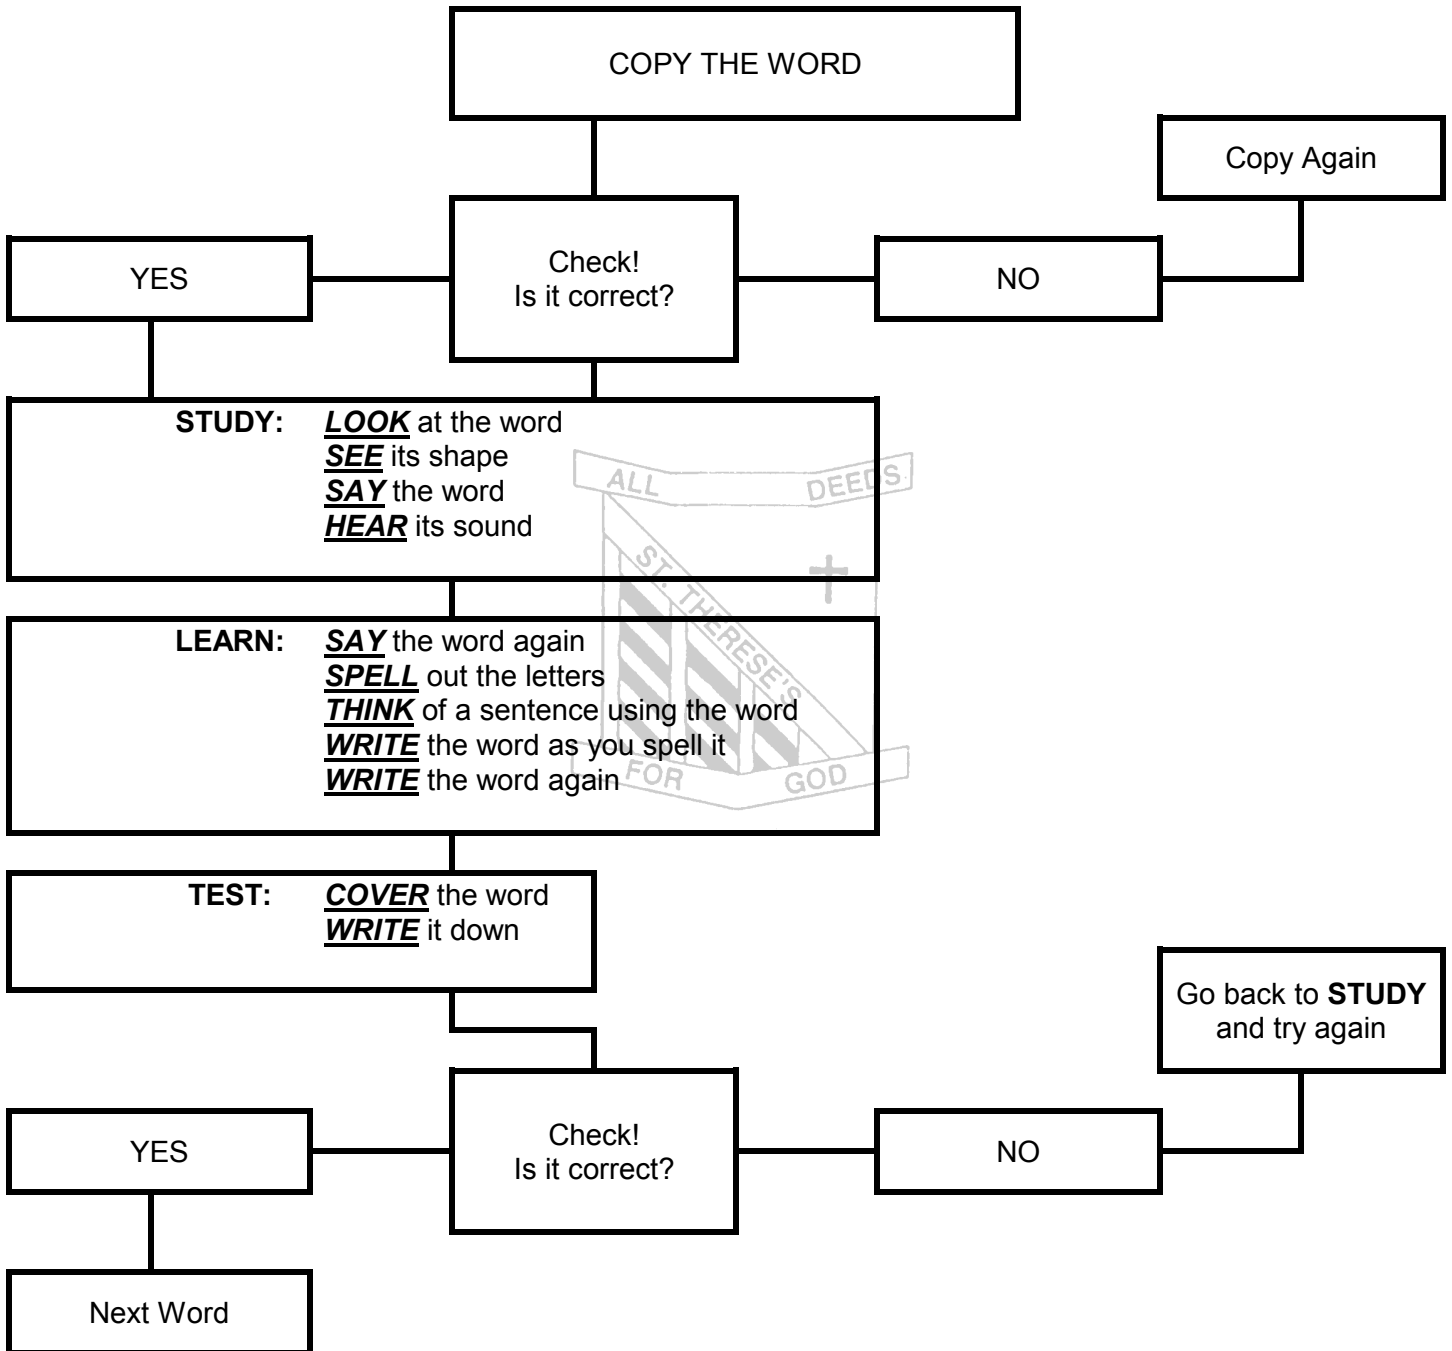 COPY THE WORD
Copy Again
YES
Check!
Is it correct?
NO
STUDY: LOOK at the word
SEE its shape
SAY the word
HEAR its sound
ALL DEEDS
ST. THERESE'S
FOR GOD
LEARN: SAY the word again
SPELL out the letters
THINK of a sentence using the word
WRITE the word as you spell it
WRITE the word again
TEST: COVER the word
WRITE it down
Go back to STUDY
and try again
YES
Check!
Is it correct?
NO
Next Word